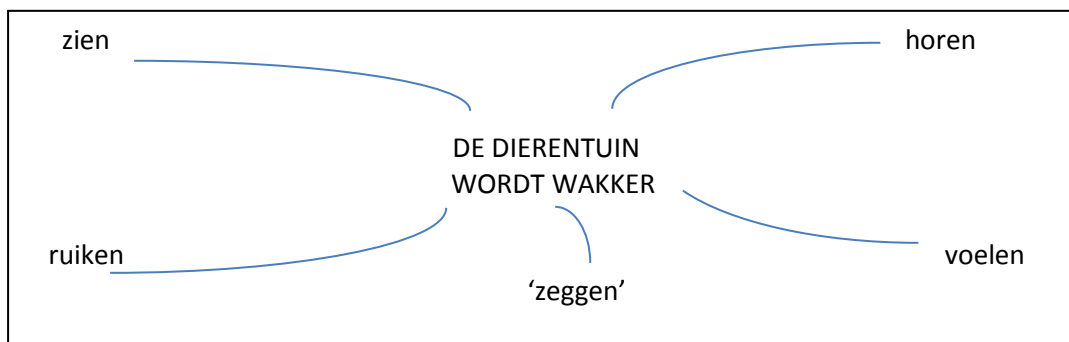 zien
horen
DE DIERENTUIN
WORDT WAKKER
ruiken
voelen
‘zeggen’